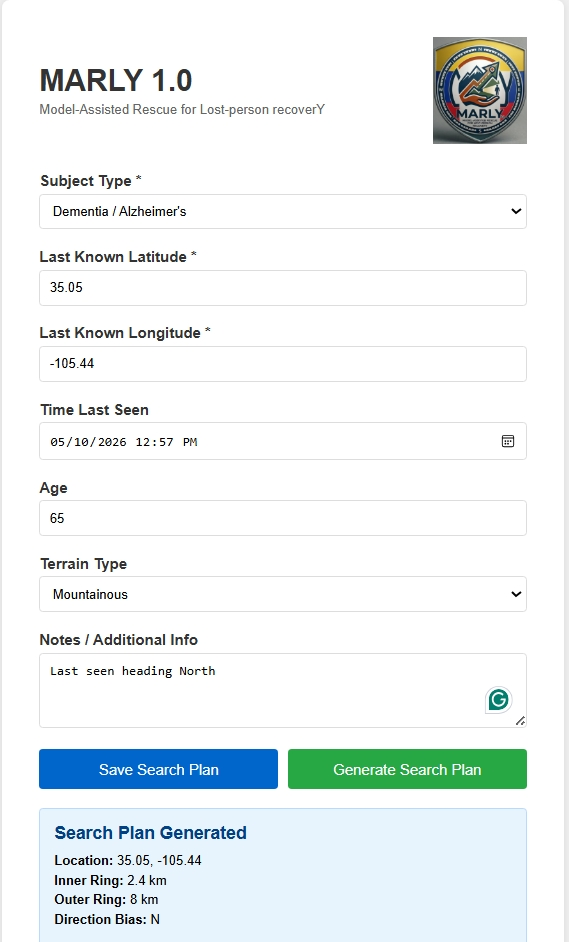 MARLY 1.0
Model-Assisted Rescue for Lost-person recoverY
MARLY
Subject Type *
Dementia / Alzheimer's
Last Known Latitude *
35.05
Last Known Longitude *
-105.44
Time Last Seen
05/10/2026 12:57 PM
Age
65
Terrain Type
Mountainous
Notes / Additional Info
Last seen heading North
Save Search Plan
Generate Search Plan
Search Plan Generated
Location: 35.05, -105.44
Inner Ring: 2.4 km
Outer Ring: 8 km
Direction Bias: N